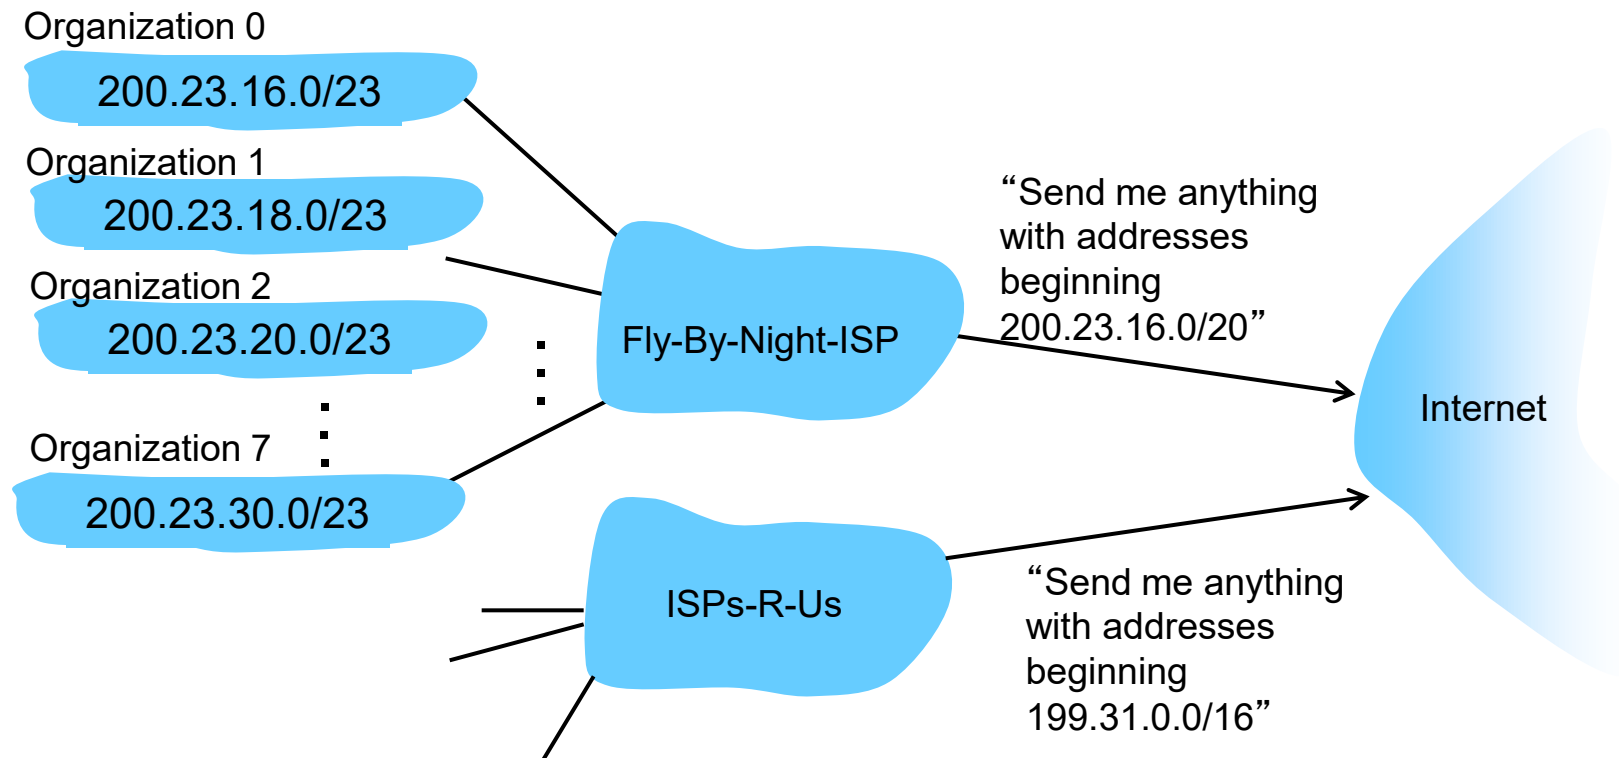 Organization 0
200.23.16.0/23
Organization 1
200.23.18.0/23
Organization 2
200.23.20.0/23
Organization 7
200.23.30.0/23
Fly-By-Night-ISP
“Send me anything
with addresses
beginning
200.23.16.0/20”
Internet
ISPs-R-Us
“Send me anything
with addresses
beginning
199.31.0.0/16”